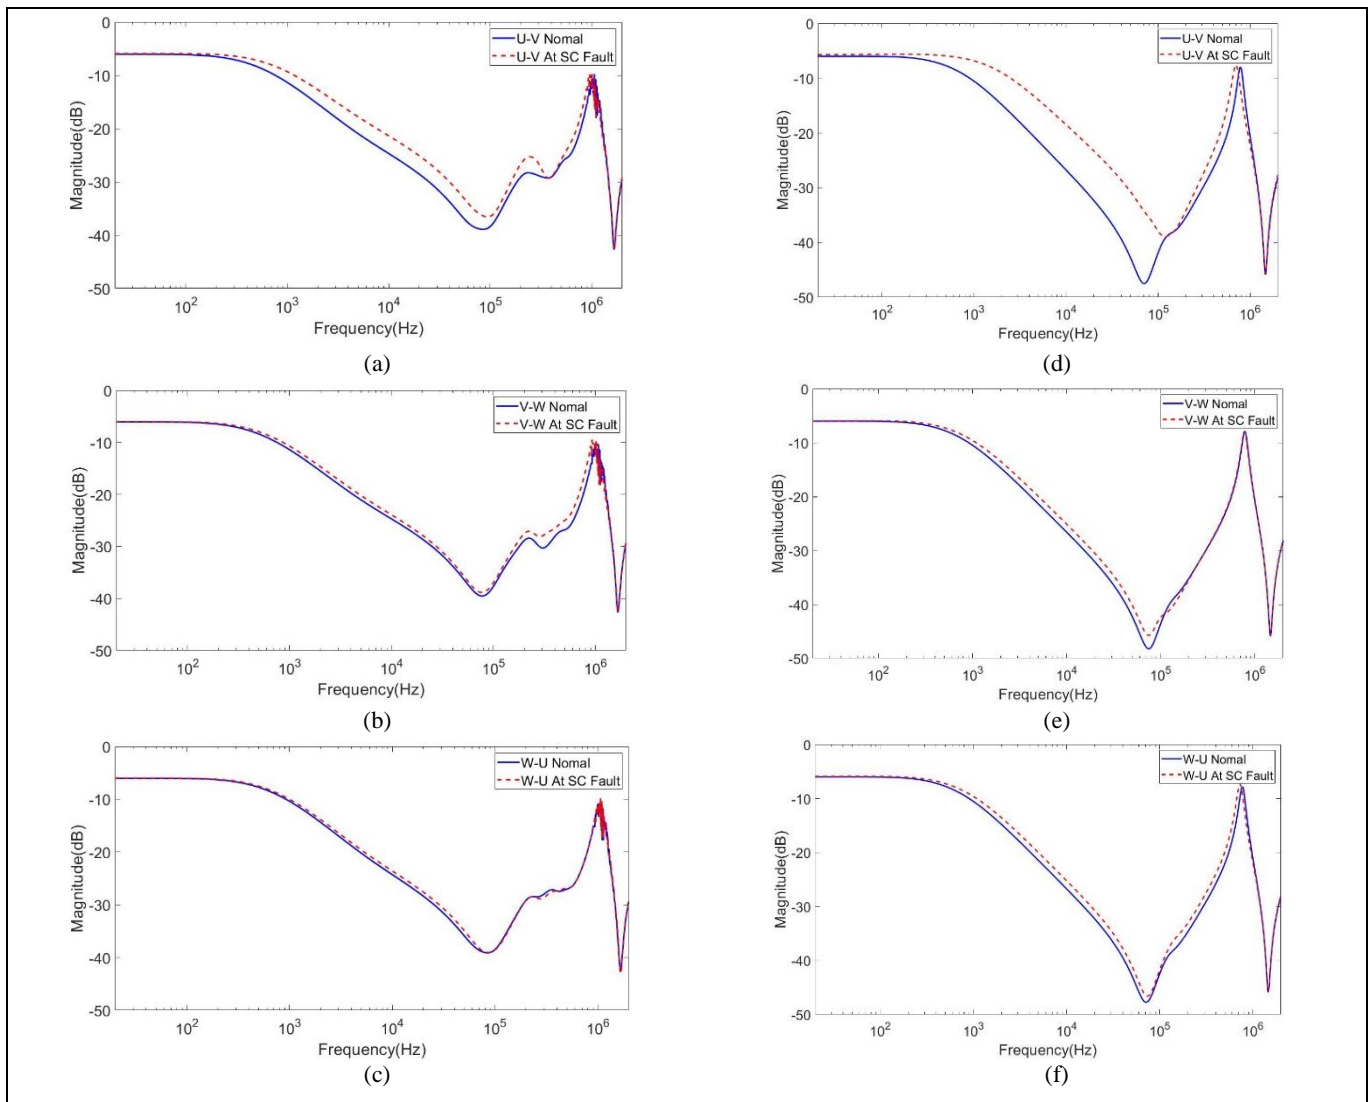 U-V Nomal
U-V At SC Fault
0
-10
-20
-30
-40
-50
Magnitude(dB)
10^2 10^3 10^4 10^5 10^6
Frequency(Hz)
(a)
U-V Nomal
U-V At SC Fault
0
-10
-20
-30
-40
-50
Magnitude(dB)
10^2 10^3 10^4 10^5 10^6
Frequency(Hz)
(d)
V-W Nomal
V-W At SC Fault
0
-10
-20
-30
-40
-50
Magnitude(dB)
10^2 10^3 10^4 10^5 10^6
Frequency(Hz)
(b)
V-W Nomal
V-W At SC Fault
0
-10
-20
-30
-40
-50
Magnitude(dB)
10^2 10^3 10^4 10^5 10^6
Frequency(Hz)
(e)
W-U Nomal
W-U At SC Fault
0
-10
-20
-30
-40
-50
Magnitude(dB)
10^2 10^3 10^4 10^5 10^6
Frequency(Hz)
(c)
W-U Nomal
W-U At SC Fault
0
-10
-20
-30
-40
-50
Magnitude(dB)
10^2 10^3 10^4 10^5 10^6
Frequency(Hz)
(f)